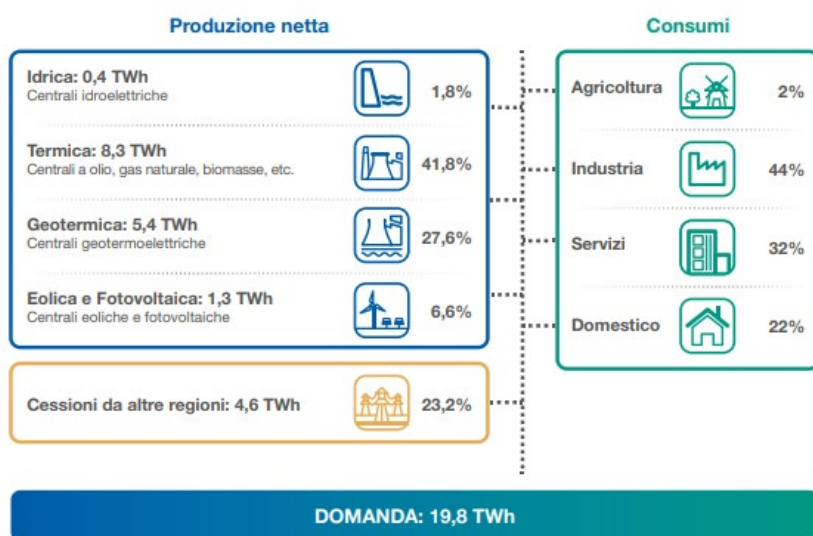 Produzione netta
Idrica: 0,4 TWh
Centrali idroelettriche
1,8%
Termica: 8,3 TWh
Centrali a olio, gas naturale, biomasse, etc.
41,8%
Geotermica: 5,4 TWh
Centrali geotermoelettriche
27,6%
Eolica e Fotovoltaica: 1,3 TWh
Centrali eoliche e fotovoltaiche
6,6%
Cessioni da altre regioni: 4,6 TWh
23,2%
Consumi
Agricoltura
2%
Industria
44%
Servizi
32%
Domestico
22%
DOMANDA: 19,8 TWh